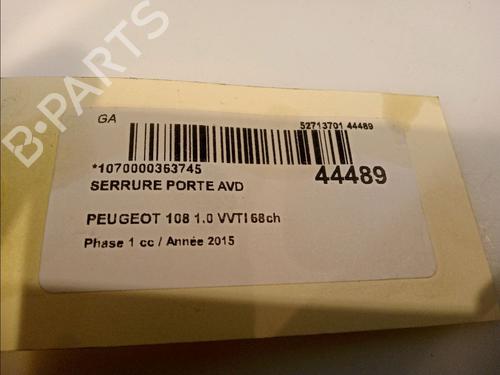 B-PARTS
GA
52713701 44489
*1070000363745
44489
SERRURE PORTE AVD
PEUGEOT 108 1.0 VVTI 68ch
Phase 1 cc / Année 2015